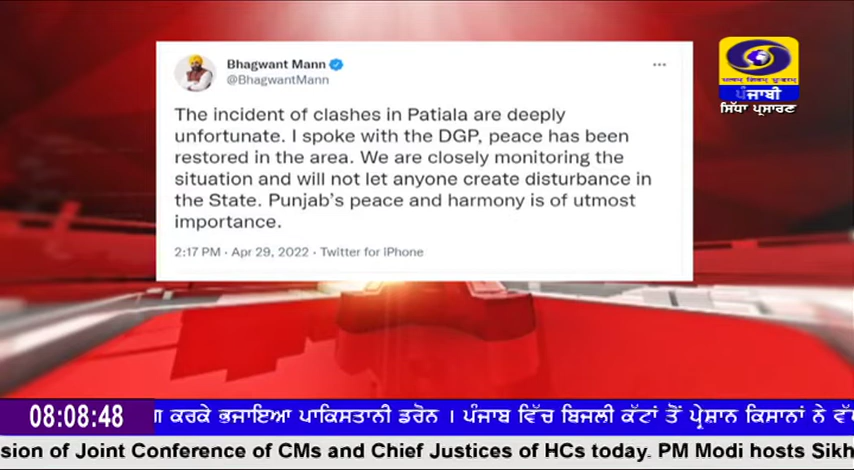 Bhagwant Mann
@BhagwantMann
The incident of clashes in Patiala are deeply
unfortunate. I spoke with the DGP, peace has been
restored in the area. We are closely monitoring the
situation and will not let anyone create disturbance in
the State. Punjab's peace and harmony is of utmost
importance.
2:17 PM · Apr 29, 2022 · Twitter for iPhone
ਪੰਜਾਬੀ
ਸਿੱਧਾ ਪ੍ਰਸਾਰਣ
08:08:48
ਕਰਕੇ ਭਜਾਇਆ ਪਾਕਿਸਤਾਨੀ ਡਰੋਨ । ਪੰਜਾਬ ਵਿੱਚ ਬਿਜਲੀ ਕੱਟਾਂ ਤੋਂ ਪ੍ਰੇਸ਼ਾਨ ਕਿਸਾਨਾਂ ਨੇ
sion of Joint Conference of CMs and Chief Justices of HCs today. PM Modi hosts Sikh